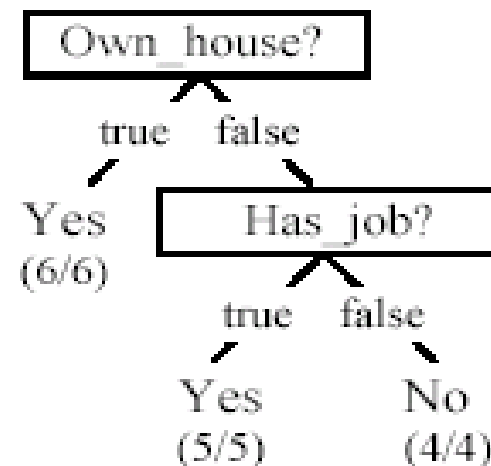 Own_house?
true false
Yes
(6/6)
Has_job?
true false
Yes No
(5/5) (4/4)